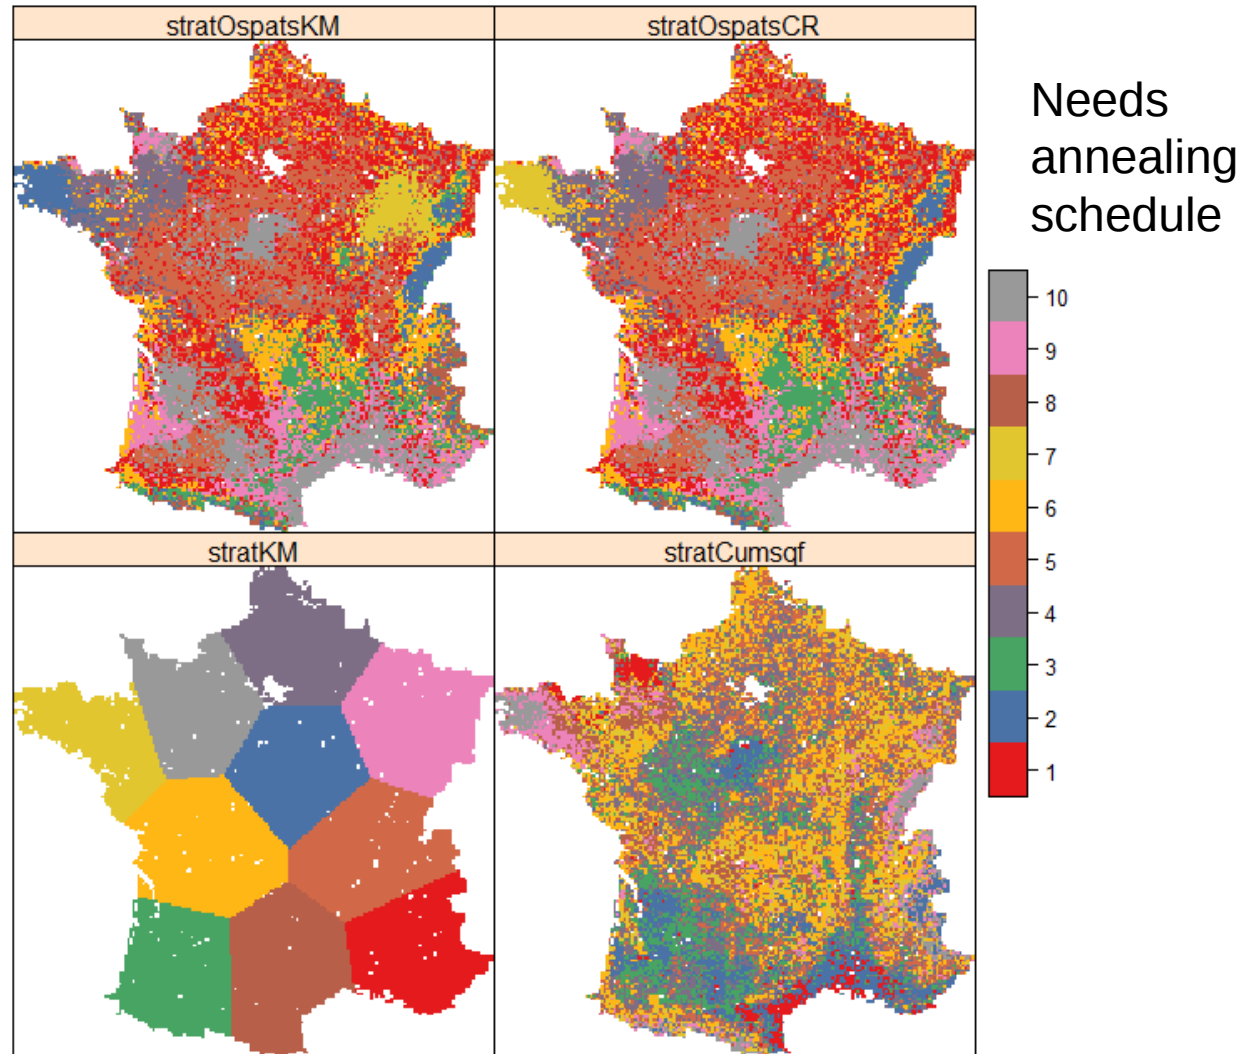 stratOspatsKM
stratOspatsCR
Needs
annealing
schedule
10
9
8
7
6
5
4
3
2
1
stratKM
stratCumsqf